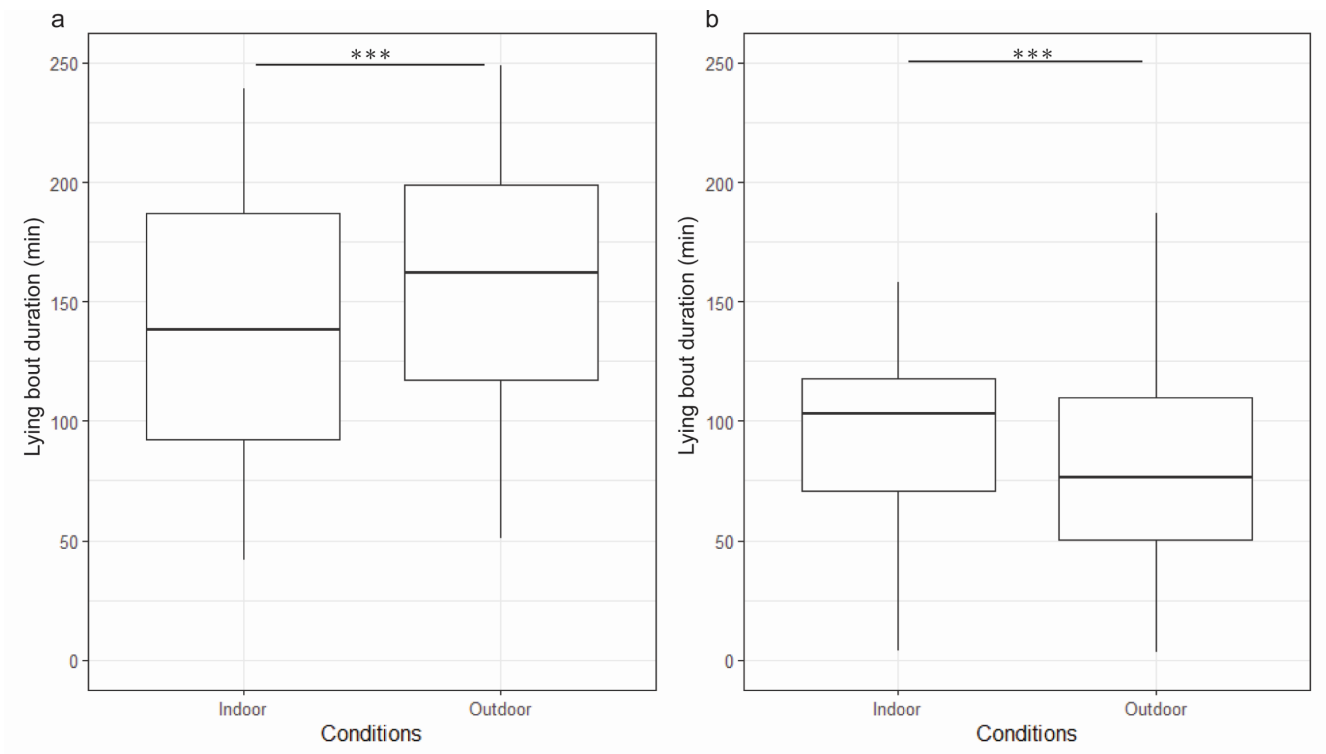 a
***
250
200
150
100
50
0
Lying bout duration (min)
Indoor Outdoor
Conditions
b
***
250
200
150
100
50
0
Lying bout duration (min)
Indoor Outdoor
Conditions